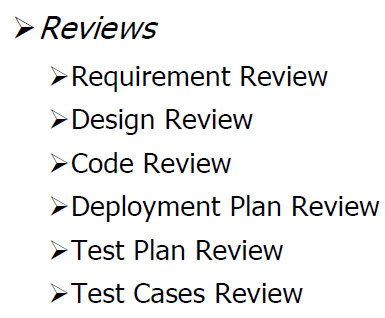 ➢Reviews
➢Requirement Review
➢Design Review
➢Code Review
➢Deployment Plan Review
➢Test Plan Review
➢Test Cases Review